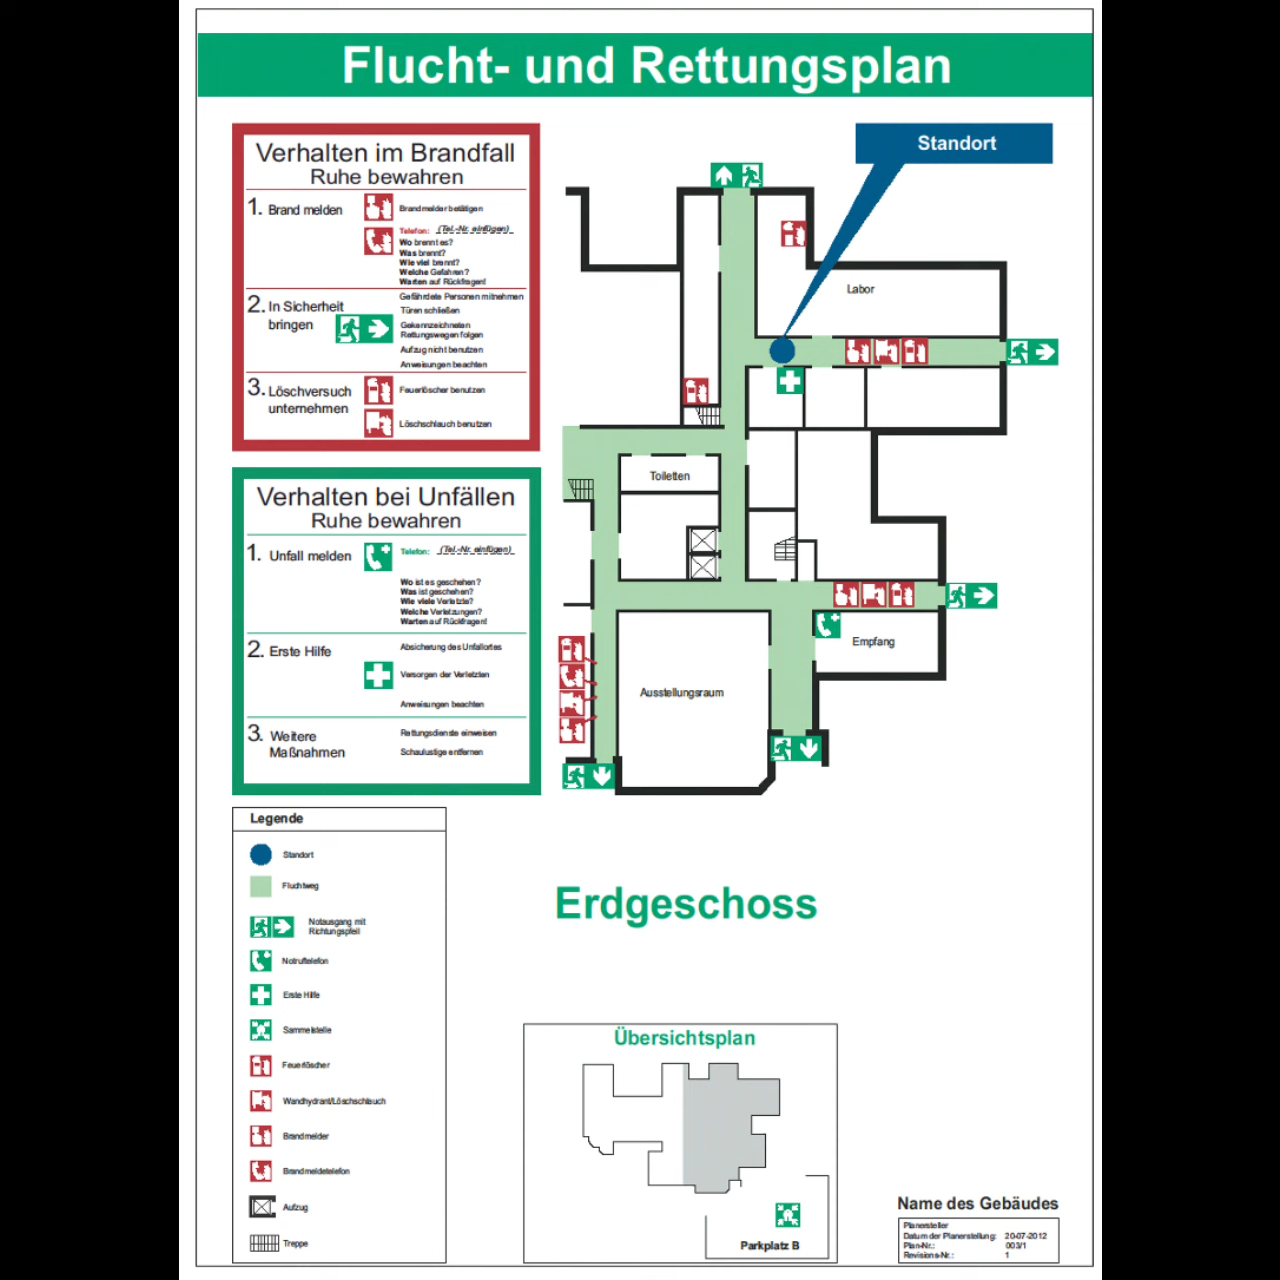 Flucht- und Rettungsplan
Verhalten im Brandfall
Ruhe bewahren
1. Brand melden
Brandmelder betätigen
Telefon: (Tel.-Nr. einfügen)
Wo brennt es?
Was brennt?
Wie viel brennt?
Welche Gefahren?
Warten auf Rückfragen!
2. In Sicherheit
bringen
Gefährdete Personen mitnehmen
Türen schließen
Gekennzeichneten
Rettungswegen folgen
Aufzug nicht benutzen
Anweisungen beachten
3. Löschversuch
unternehmen
Feuerlöscher benutzen
Löschschlauch benutzen
Verhalten bei Unfällen
Ruhe bewahren
1. Unfall melden
Telefon: (Tel.-Nr. einfügen)
Wo ist es geschehen?
Was ist geschehen?
Wie viele Verletzte?
Welche Verletzungen?
Warten auf Rückfragen!
2. Erste Hilfe
Absicherung des Unfallortes
Versorgen der Verletzten
Anweisungen beachten
3. Weitere
Maßnahmen
Rettungsdienste einweisen
Schaulustige entfernen
Standort
Labor
Toiletten
Empfang
Ausstellungsraum
Legende
Standort
Fluchtweg
Notausgang mit
Richtungspfeil
Notruftelefon
Erste Hilfe
Sammelstelle
Feuerlöscher
Wandhydrant/Löschschlauch
Brandmelder
Brandmeldetelefon
Aufzug
Treppe
Erdgeschoss
Übersichtsplan
Parkplatz B
Name des Gebäudes
Planersteller
Datum der Planerstellung: 20-07-2012
Plan-Nr.: 003/1
Revisions-Nr.: 1